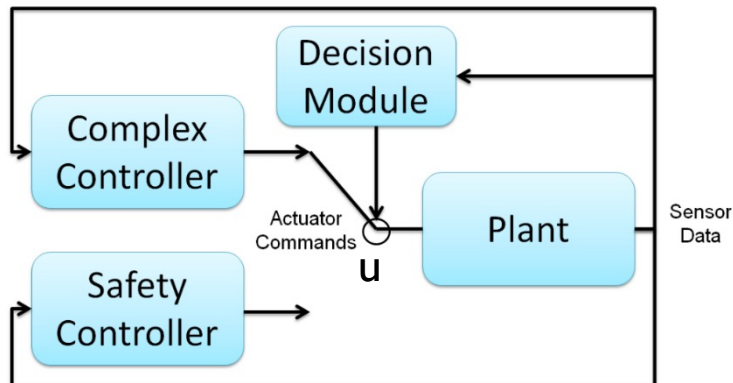 Decision
Module
Complex
Controller
Actuator
Commands
u
Plant
Sensor
Data
Safety
Controller